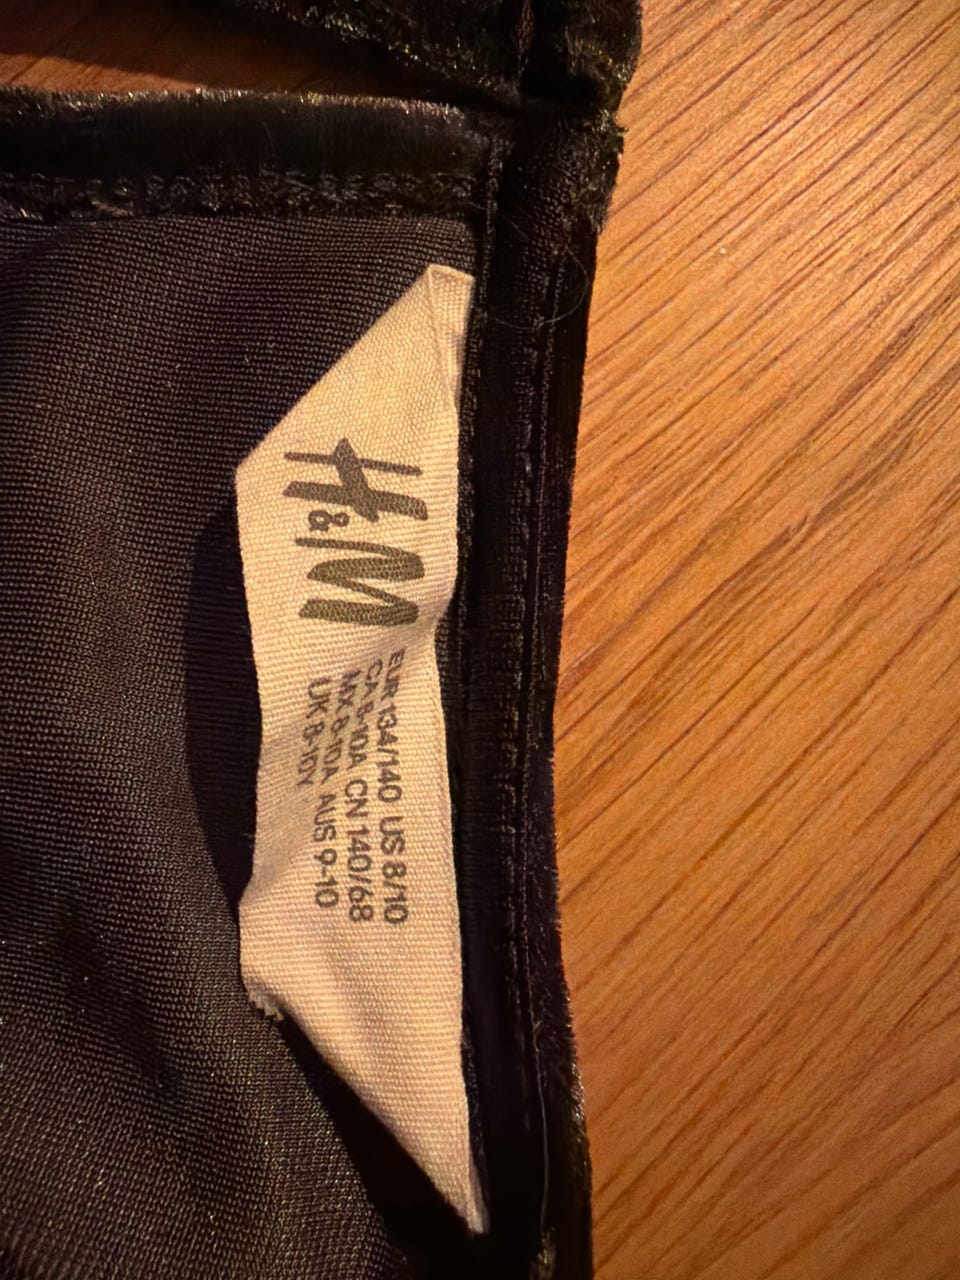 H&M
EUR 134/140 US 8/10
CA 8-10A CN 140/68
MX 8-10A AUS 9-10
UK 8-10Y